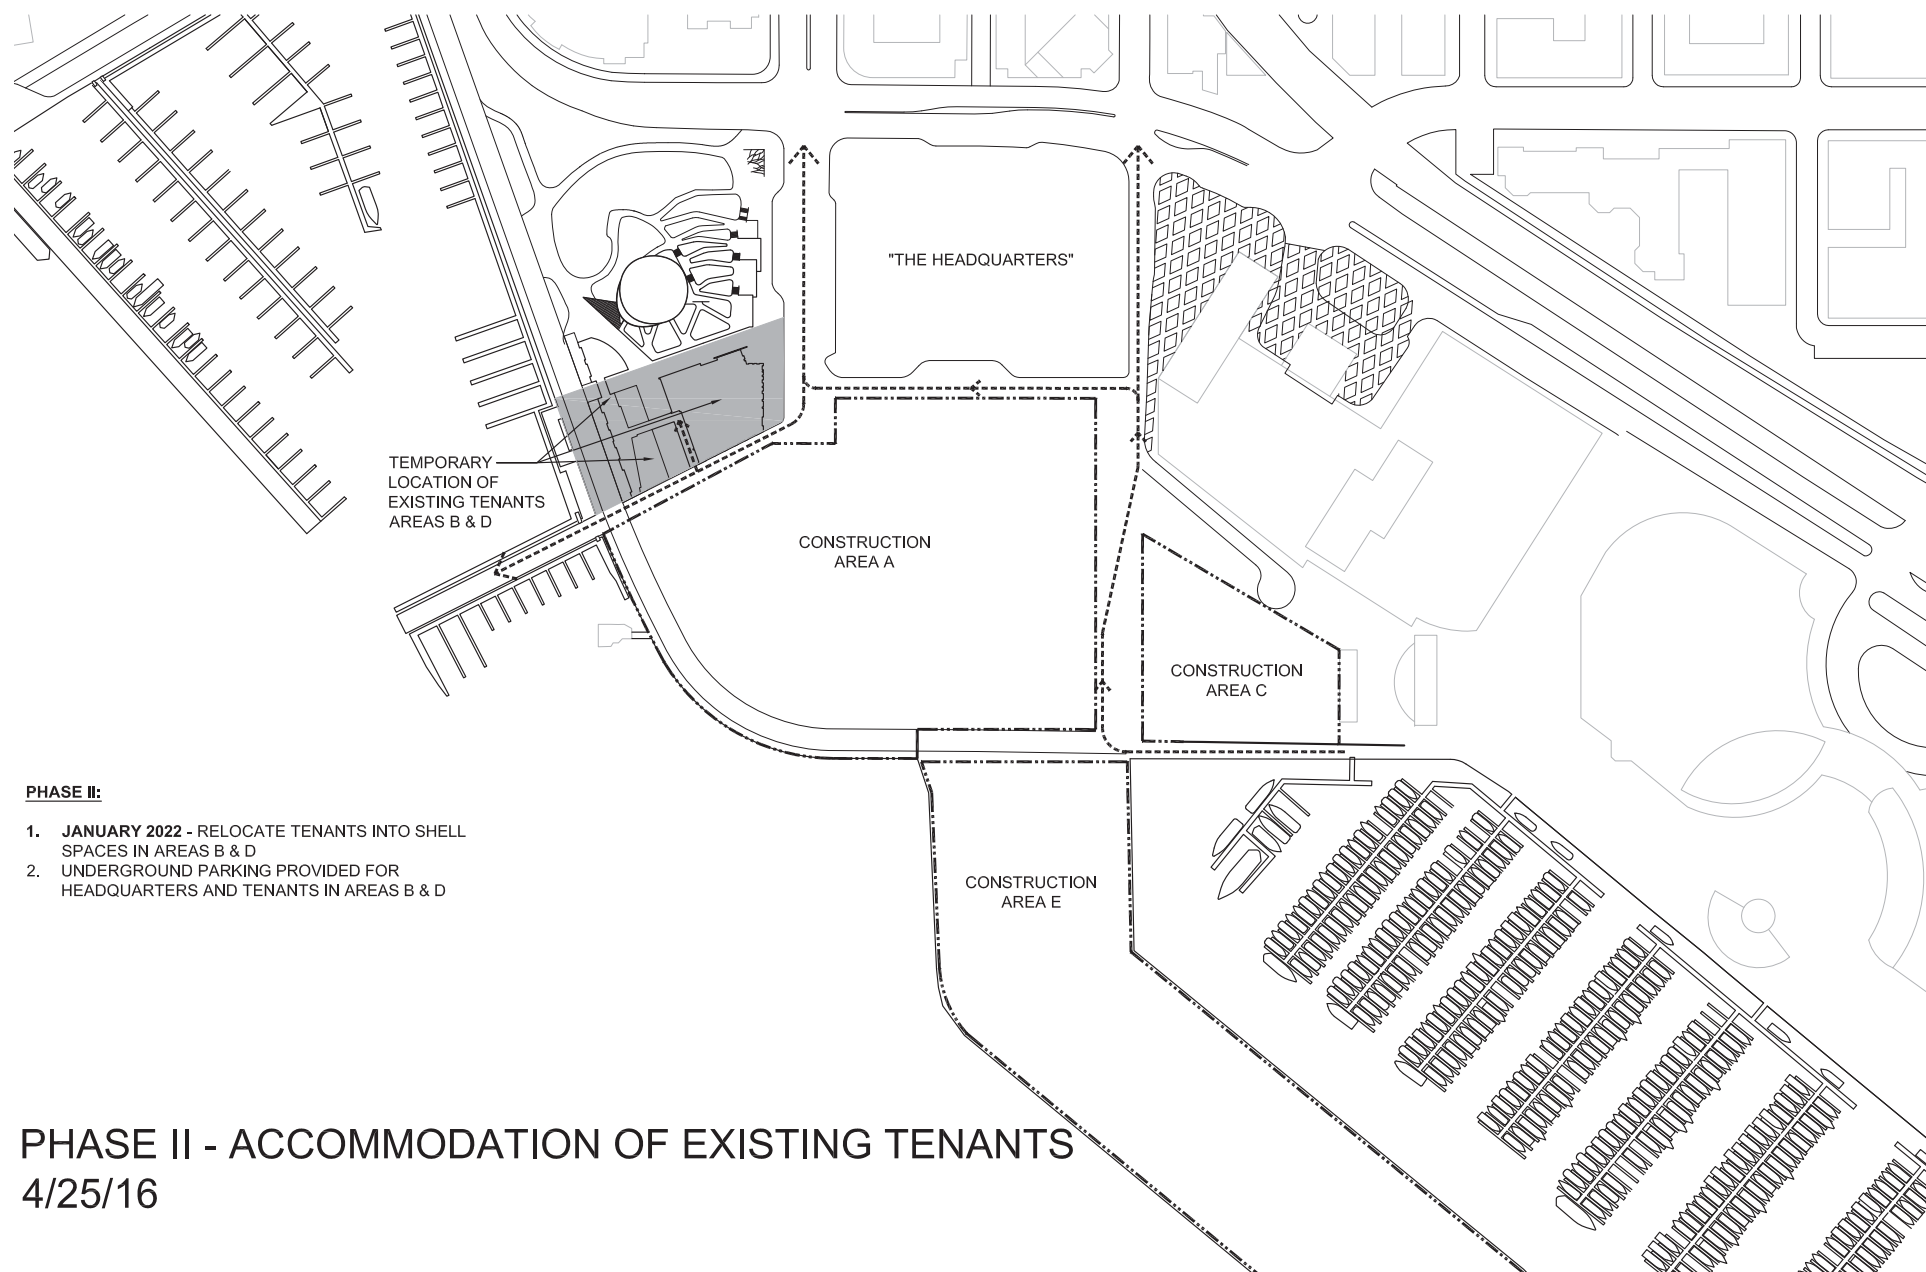 "THE HEADQUARTERS"
TEMPORARY
LOCATION OF
EXISTING TENANTS
AREAS B & D
CONSTRUCTION
AREA A
CONSTRUCTION
AREA C
CONSTRUCTION
AREA E
PHASE II:
1. JANUARY 2022 - RELOCATE TENANTS INTO SHELL
SPACES IN AREAS B & D
2. UNDERGROUND PARKING PROVIDED FOR
HEADQUARTERS AND TENANTS IN AREAS B & D
PHASE II - ACCOMMODATION OF EXISTING TENANTS
4/25/16